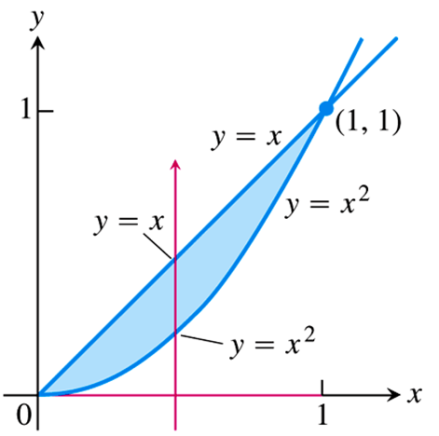 y
1
(1, 1)
y = x
y = x²
y = x
y = x²
x
0
1